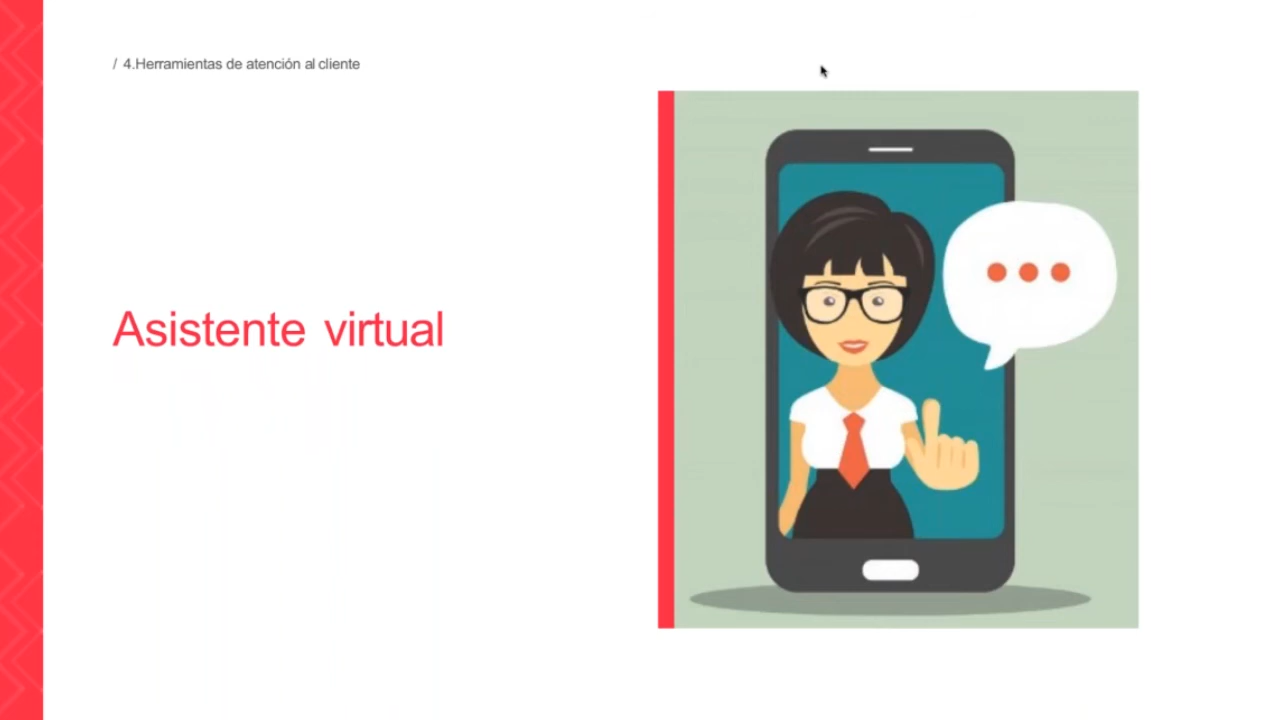 / 4.Herramientas de atención al cliente
Asistente virtual